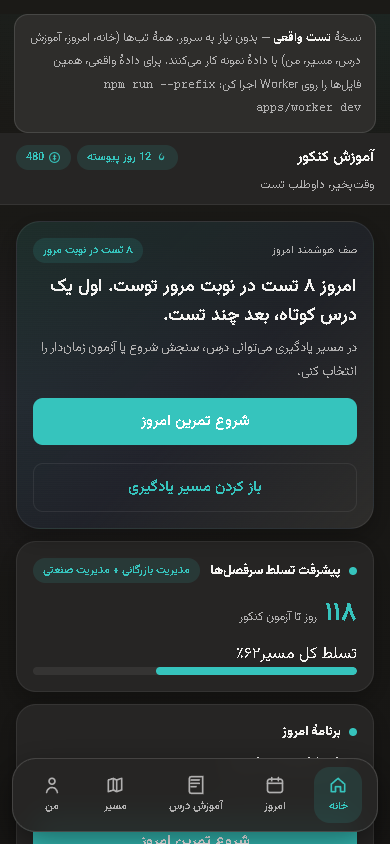 نسخهٔ تست واقعی — بدون نیاز به سرور. همهٔ تب‌ها (خانه، امروز، آموزش
درس، مسیر، من) با دادهٔ نمونه کار می‌کنند. برای دادهٔ واقعی، همین
فایل‌ها را روی Worker اجرا کن: npm run --prefix
apps/worker dev
آموزش کنکور
12 روز پیوسته
480
وقت‌بخیر، داوطلب تست
صف هوشمند امروز
۸ تست در نوبت مرور
امروز ۸ تست در نوبت مرور توست. اول یک
درس کوتاه، بعد چند تست.
در مسیر یادگیری می‌توانی درس، سنجش شروع یا آزمون زمان‌دار را
انتخاب کنی.
شروع تمرین امروز
باز کردن مسیر یادگیری
پیشرفت تسلط سرفصل‌ها
مدیریت بازرگانی + مدیریت صنعتی
۱۱۸ روز تا آزمون کنکور
تسلط کل مسیر۶۲٪
برنامهٔ امروز
خانه
امروز
آموزش درس
مسیر
من
شروع تمرین امروز